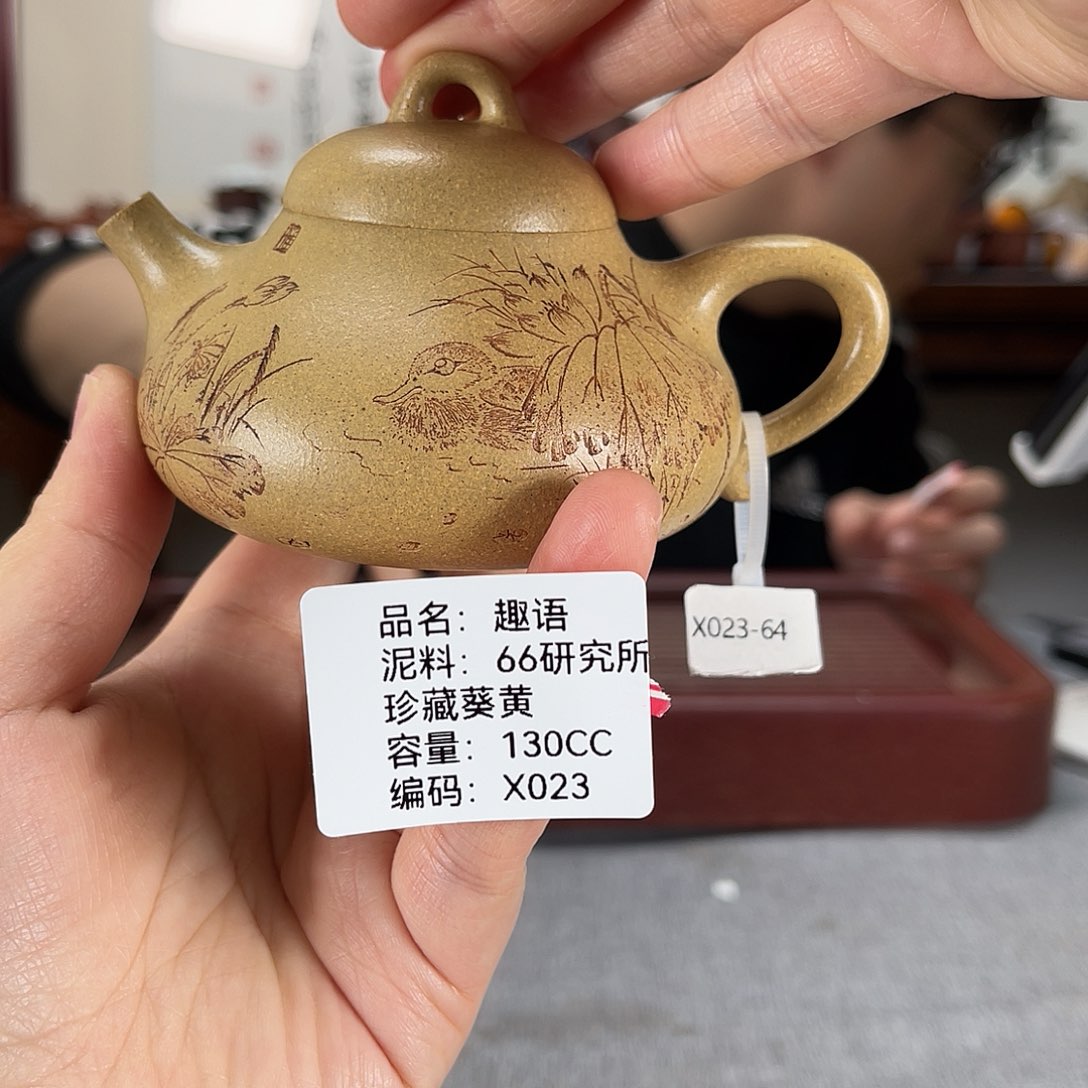 品名：趣语
泥料：66研究所
珍藏葵黄
容量：130CC
编码：X023
X023-64